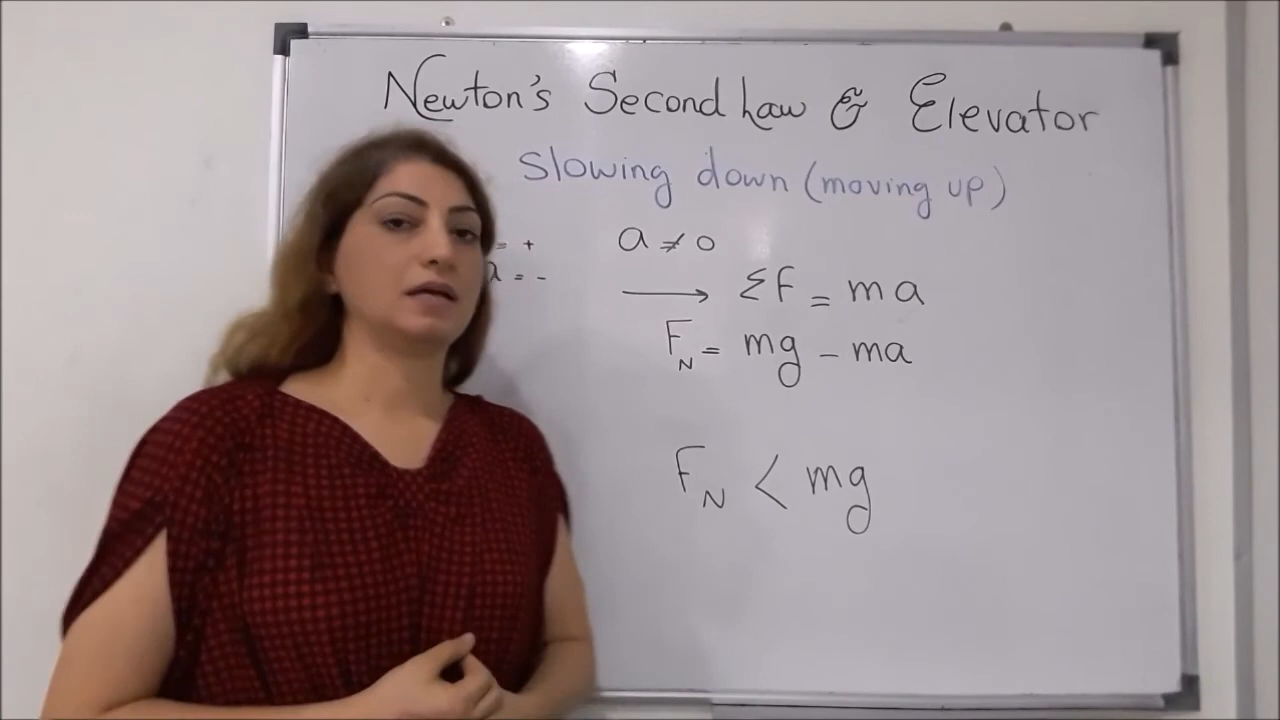 Newton's Second Law & Elevator
Slowing down (moving up)
= +
a ≠ 0
a = -
⟶ ΣF = ma
F_N = mg - ma
F_N < mg